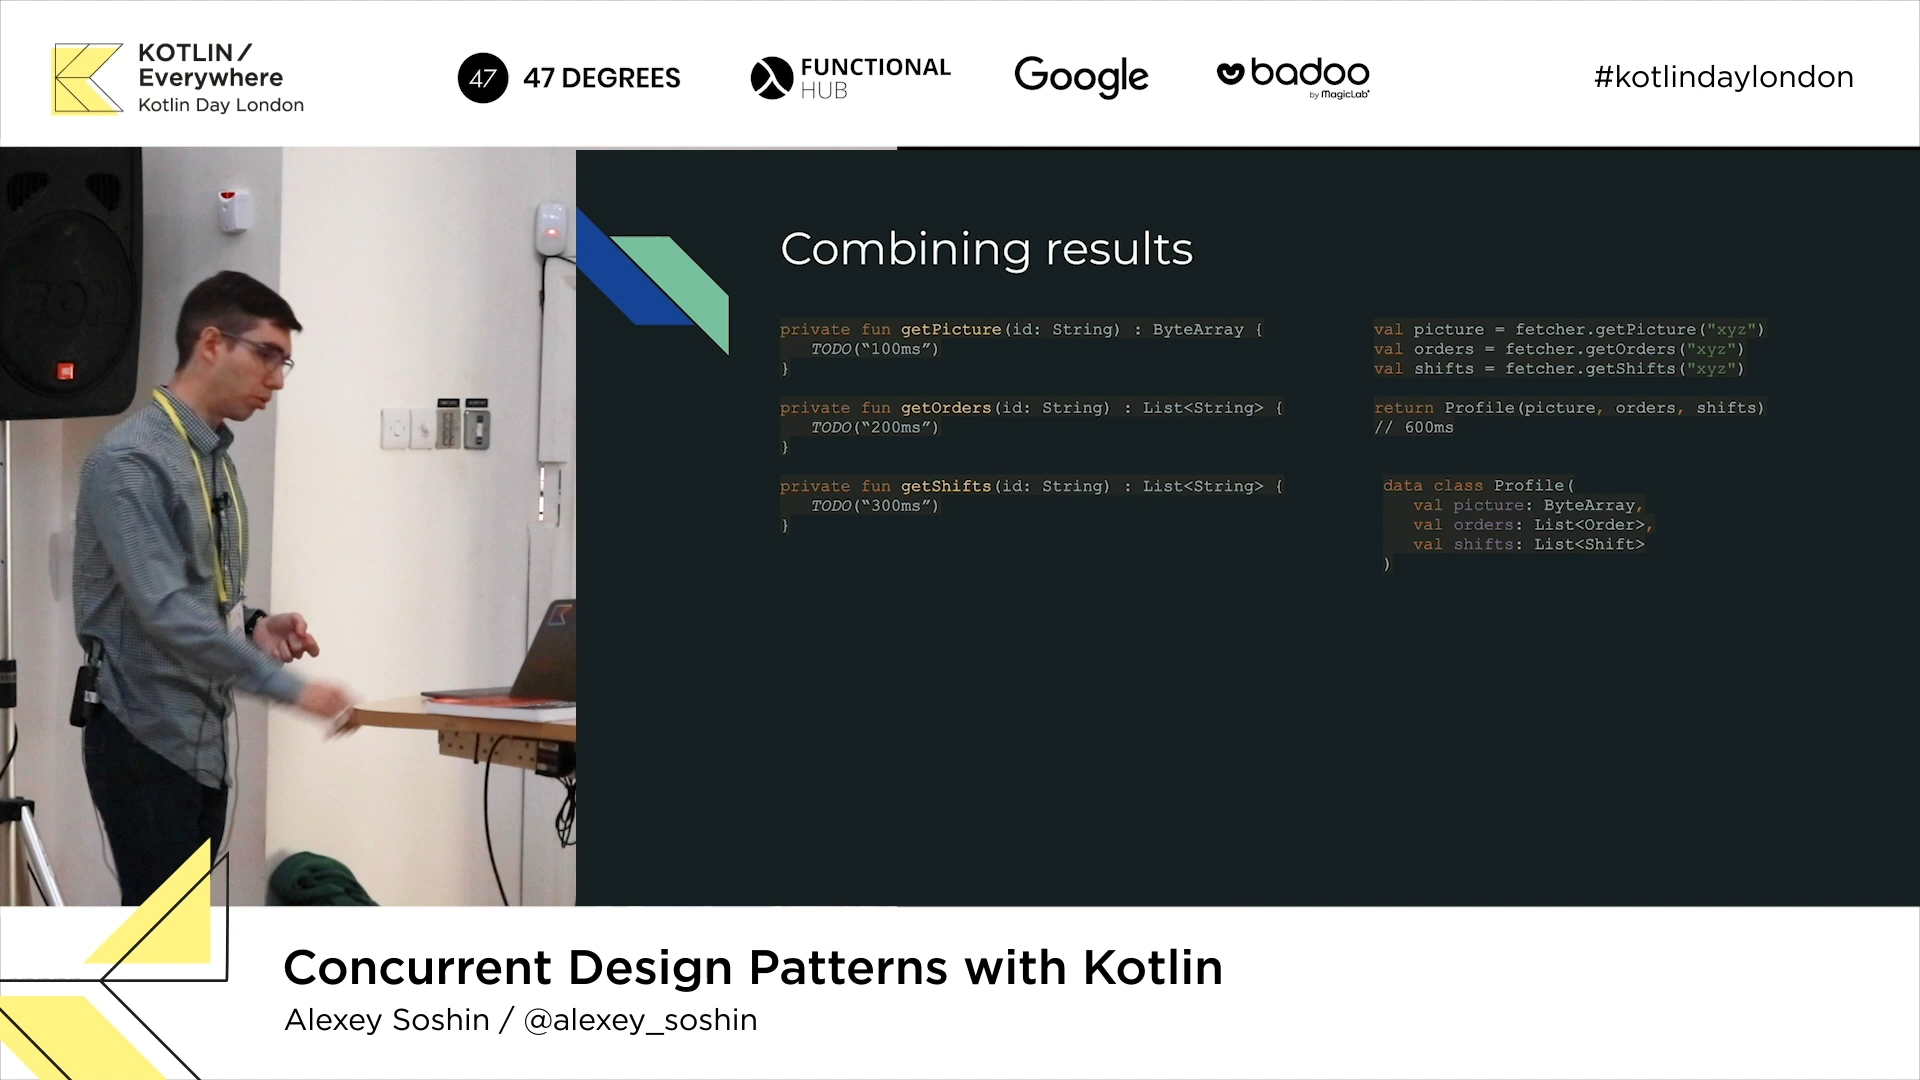 KOTLIN /
Everywhere
Kotlin Day London
47 47 DEGREES
FUNCTIONAL
HUB
Google
badoo
by MagicLab
#kotlindaylondon
Combining results
private fun getPicture(id: String) : ByteArray {
TODO(“100ms”)
}
private fun getOrders(id: String) : List<String> {
TODO(“200ms”)
}
private fun getShifts(id: String) : List<String> {
TODO(“300ms”)
}
val picture = fetcher.getPicture("xyz")
val orders = fetcher.getOrders("xyz")
val shifts = fetcher.getShifts("xyz")
return Profile(picture, orders, shifts)
// 600ms
data class Profile(
val picture: ByteArray,
val orders: List<Order>,
val shifts: List<Shift>
)
Concurrent Design Patterns with Kotlin
Alexey Soshin / @alexey_soshin